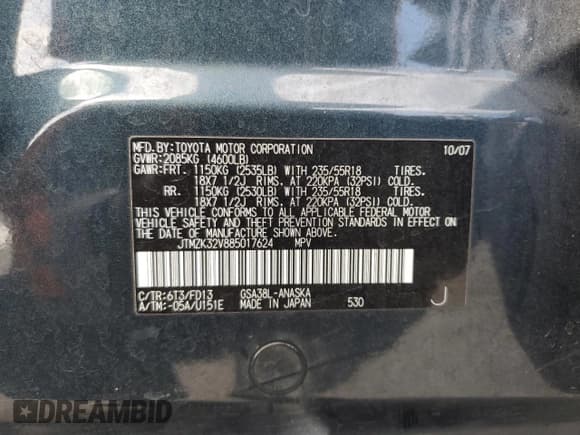 MFD.BY:TOYOTA MOTOR CORPORATION 10/07
GVWR:2085KG (4600LB)
GAWR:FRT. 1150KG (2535LB) WITH 235/55R18 TIRES.
18X7 1/2J RIMS. AT 220KPA (32PSI) COLD.
RR. 1150KG (2530LB) WITH 235/55R18 TIRES.
18X7 1/2J RIMS. AT 220KPA (32PSI) COLD.
THIS VEHICLE CONFORMS TO ALL APPLICABLE FEDERAL MOTOR
VEHICLE SAFETY AND THEFT PREVENTION STANDARDS IN EFFECT ON
THE DATE OF MANUFACTURE SHOWN ABOVE.
JTMZK32V885017624 MPV
C/TR:6T3/FD13 GSA38L-ANASKA
A/TM:-05A/U151E MADE IN JAPAN 530 J
DREAMBID